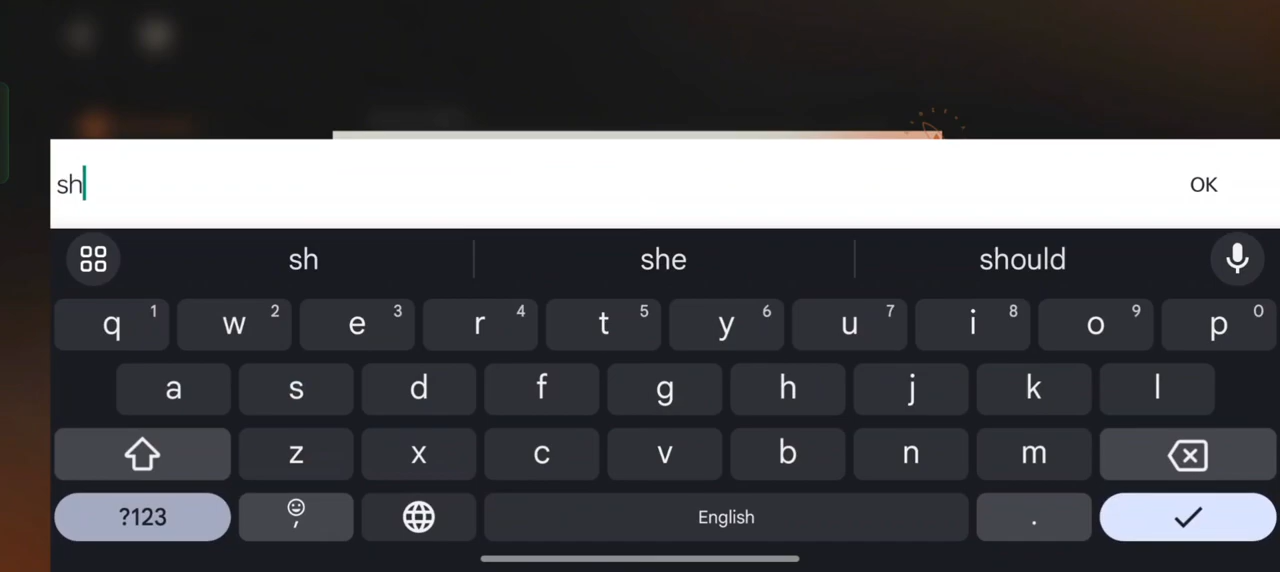 sh
OK
sh she should
q 1 w 2 e 3 r 4 t 5 y 6 u 7 i 8 o 9 p 0
a s d f g h j k l
z x c v b n m
?123 , English .